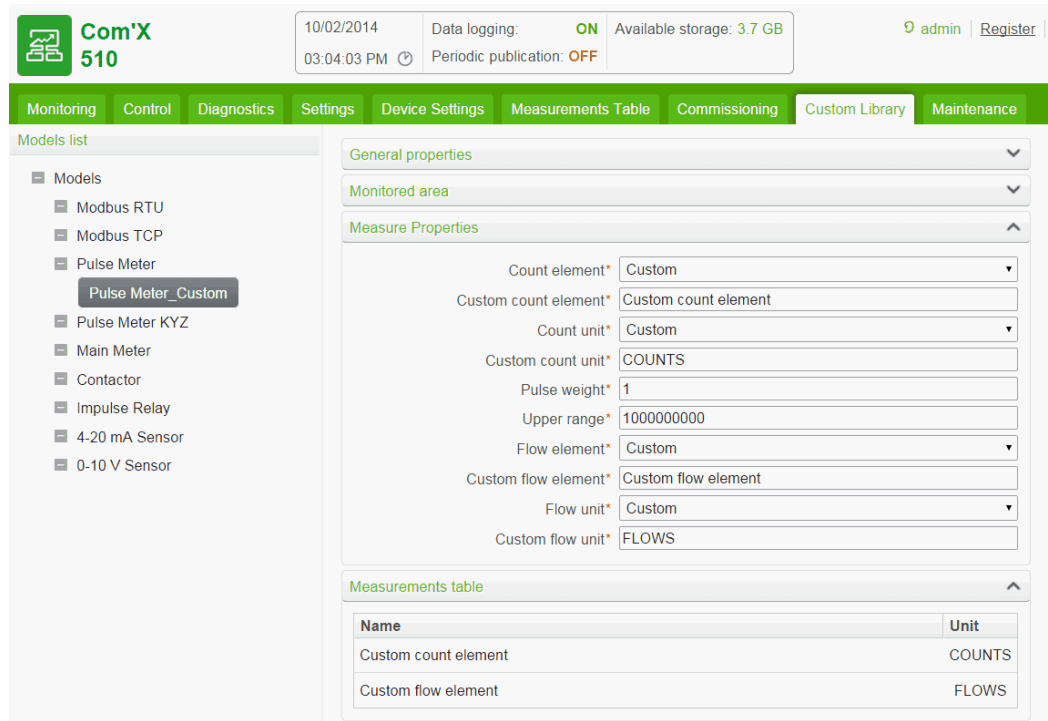 Com'X
510
10/02/2014
03:04:03 PM
Data logging: ON
Periodic publication: OFF
Available storage: 3.7 GB
admin
Register
Monitoring Control Diagnostics Settings Device Settings Measurements Table Commissioning Custom Library Maintenance
Models list
Models
Modbus RTU
Modbus TCP
Pulse Meter
Pulse Meter_Custom
Pulse Meter KYZ
Main Meter
Contactor
Impulse Relay
4-20 mA Sensor
0-10 V Sensor
General properties
Monitored area
Measure Properties
Count element* Custom
Custom count element* Custom count element
Count unit* Custom
Custom count unit* COUNTS
Pulse weight* 1
Upper range* 1000000000
Flow element* Custom
Custom flow element* Custom flow element
Flow unit* Custom
Custom flow unit* FLOWS
Measurements table
Name Unit
Custom count element COUNTS
Custom flow element FLOWS